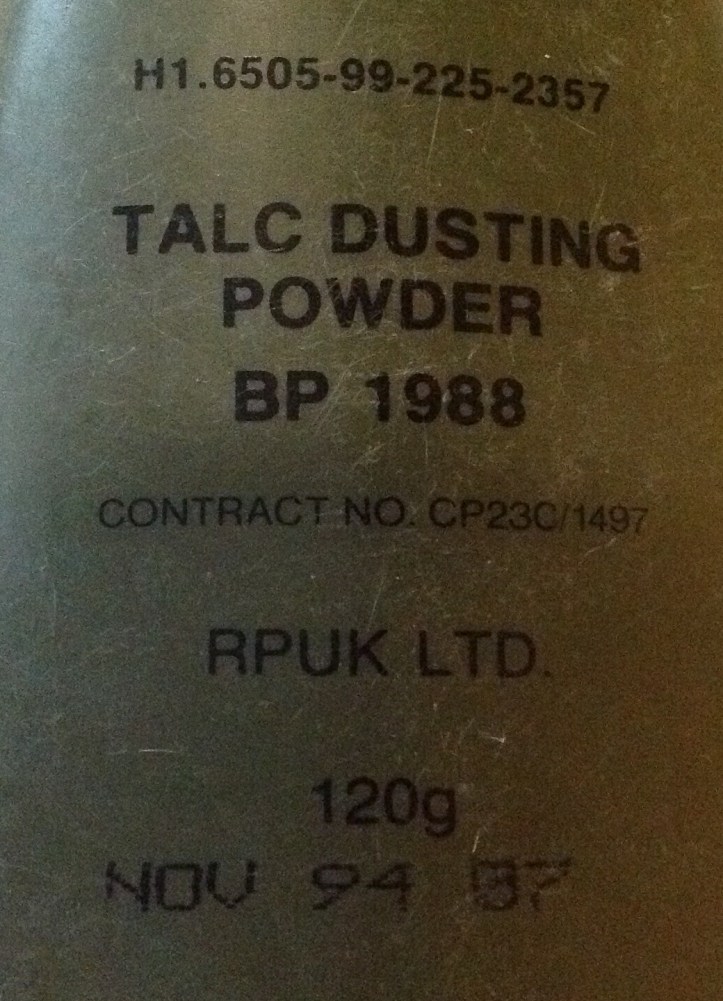 H1.6505-99-225-2357
TALC DUSTING
POWDER
BP 1988
CONTRACT NO. CP23C/1497
RPUK LTD.
120g
NOV 94